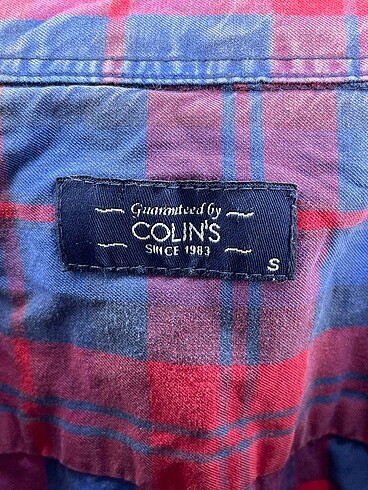 Guaranteed by
COLIN'S
SINCE 1983
S